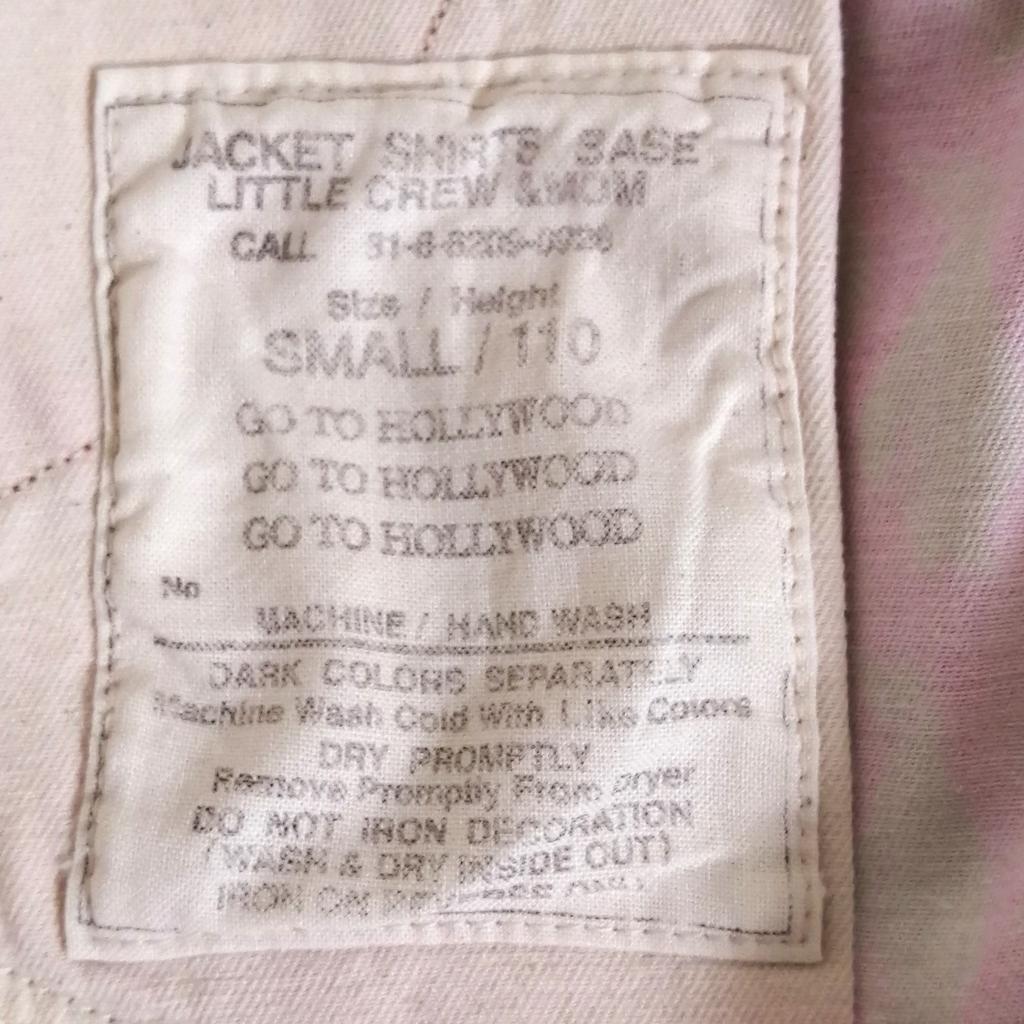 JACKET SHIRTS BASE
LITTLE CREW & MOM
CALL
Size / Height
SMALL / 110
GO TO HOLLYWOOD
GO TO HOLLYWOOD
GO TO HOLLYWOOD
No
MACHINE / HAND WASH
DARK COLORS SEPARATELY
Machine Wash Cold With Like Colors
DRY PROMPTLY
Remove Promptly From Dryer
DO NOT IRON DECORATION
(WASH & DRY INSIDE OUT)
IRON ON